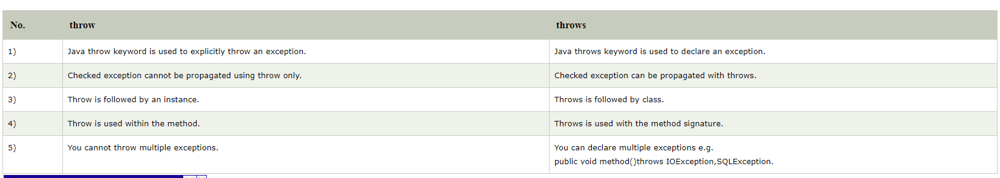 No. throw throws
1) Java throw keyword is used to explicitly throw an exception. Java throws keyword is used to declare an exception.
2) Checked exception cannot be propagated using throw only. Checked exception can be propagated with throws.
3) Throw is followed by an instance. Throws is followed by class.
4) Throw is used within the method. Throws is used with the method signature.
5) You cannot throw multiple exceptions. You can declare multiple exceptions e.g.
public void method()throws IOException,SQLException.